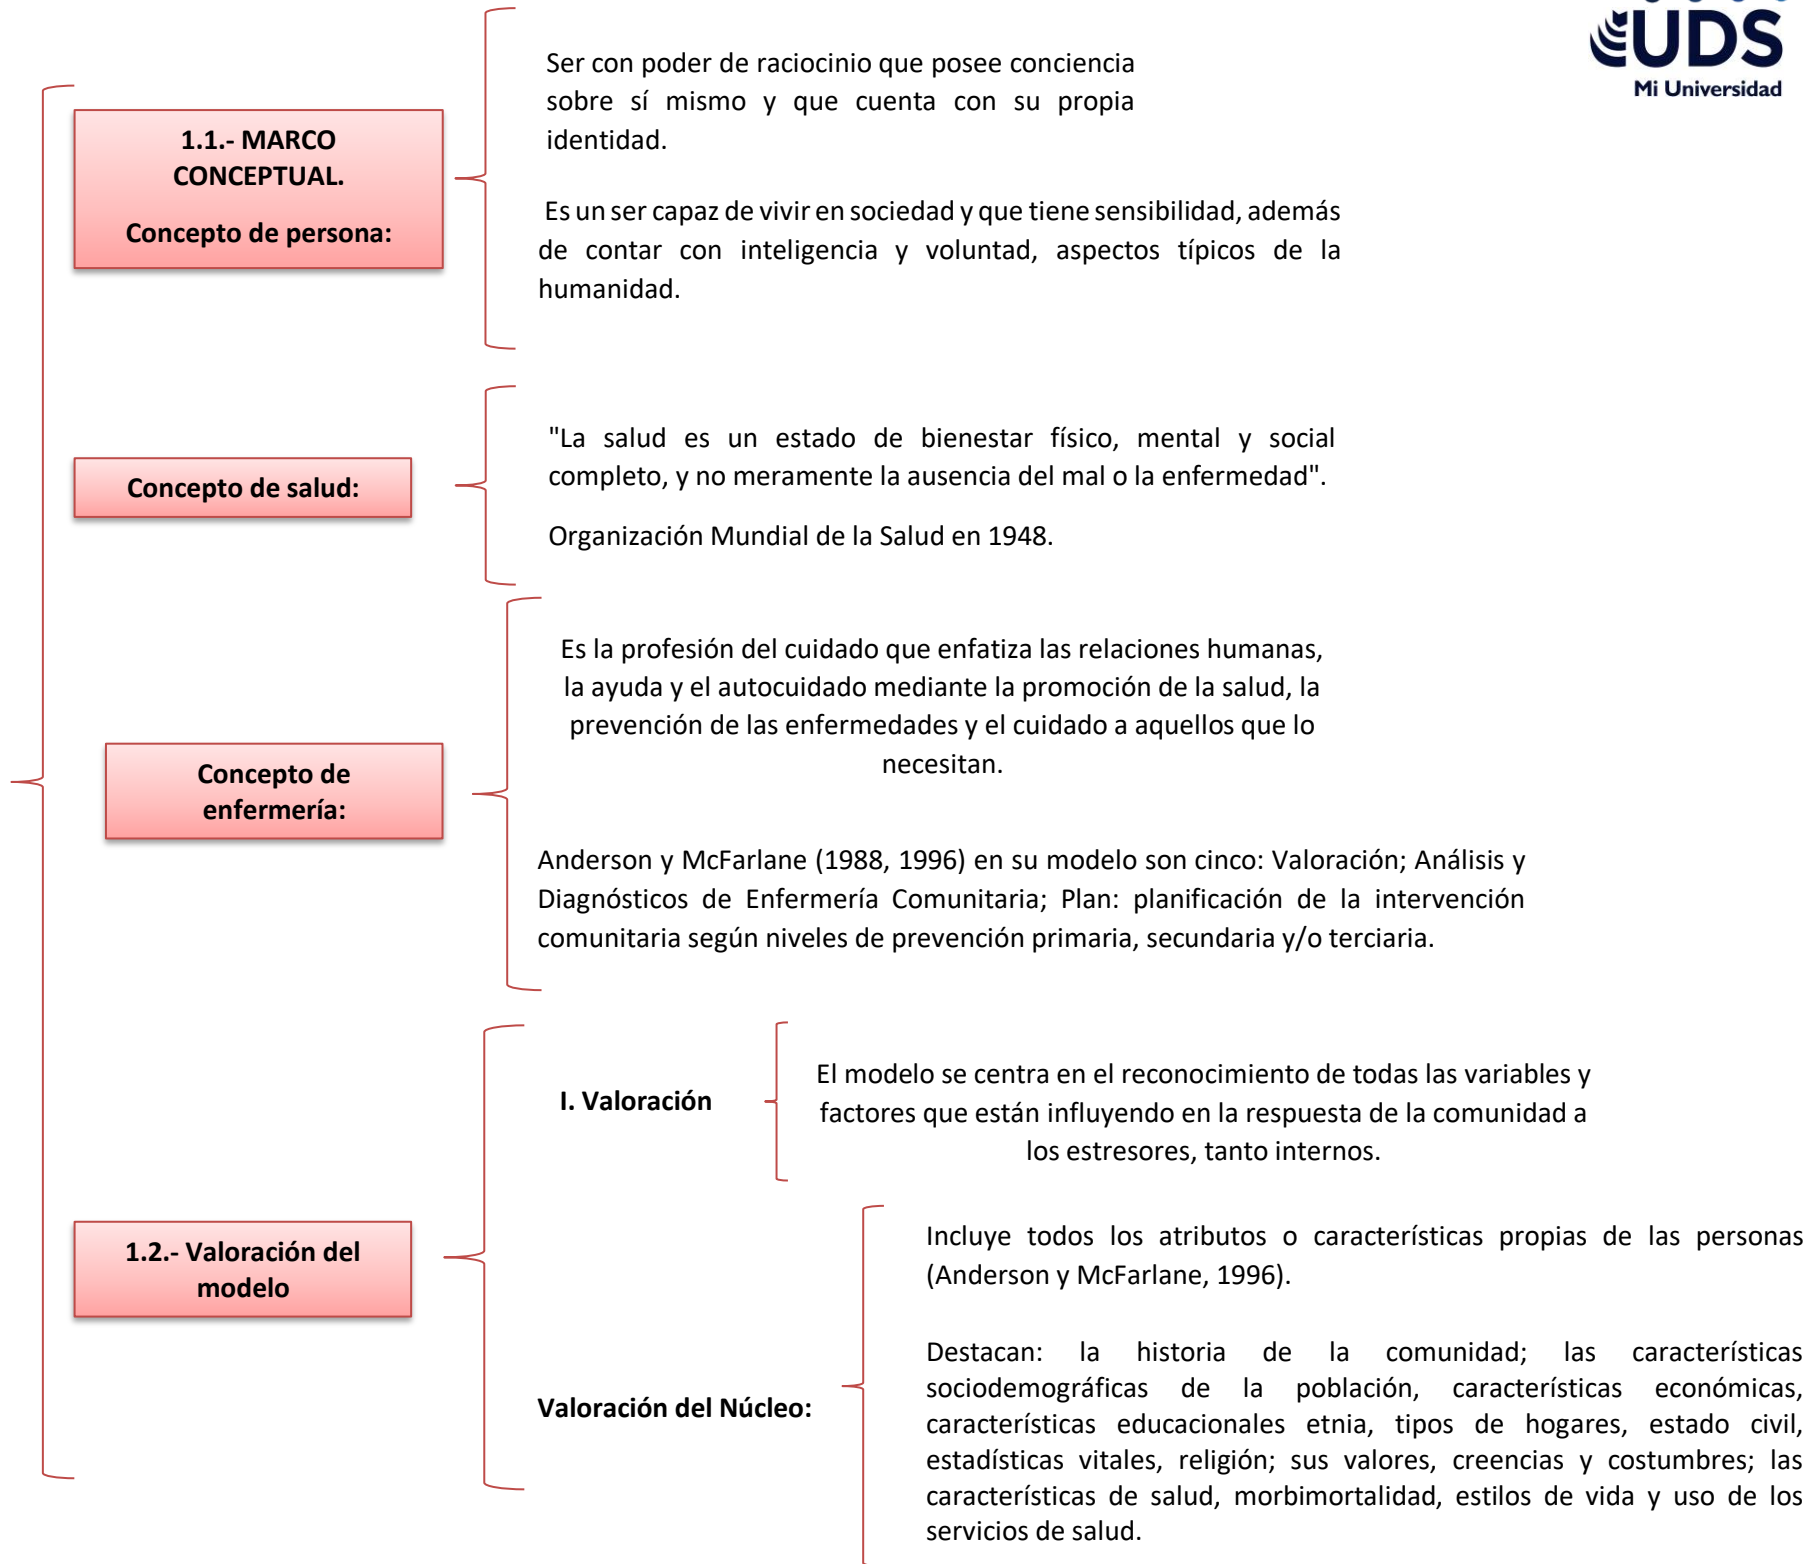 UDS
Mi Universidad
1.1.- MARCO
CONCEPTUAL.
Concepto de persona:
Ser con poder de raciocinio que posee conciencia
sobre sí mismo y que cuenta con su propia
identidad.
Es un ser capaz de vivir en sociedad y que tiene sensibilidad, además
de contar con inteligencia y voluntad, aspectos típicos de la
humanidad.
Concepto de salud:
"La salud es un estado de bienestar físico, mental y social
completo, y no meramente la ausencia del mal o la enfermedad".
Organización Mundial de la Salud en 1948.
Concepto de
enfermería:
Es la profesión del cuidado que enfatiza las relaciones humanas,
la ayuda y el autocuidado mediante la promoción de la salud, la
prevención de las enfermedades y el cuidado a aquellos que lo
necesitan.
Anderson y McFarlane (1988, 1996) en su modelo son cinco: Valoración; Análisis y
Diagnósticos de Enfermería Comunitaria; Plan: planificación de la intervención
comunitaria según niveles de prevención primaria, secundaria y/o terciaria.
1.2.- Valoración del
modelo
I. Valoración
El modelo se centra en el reconocimiento de todas las variables y
factores que están influyendo en la respuesta de la comunidad a
los estresores, tanto internos.
Valoración del Núcleo:
Incluye todos los atributos o características propias de las personas
(Anderson y McFarlane, 1996).
Destacan: la historia de la comunidad; las características
sociodemográficas de la población, características económicas,
características educacionales etnia, tipos de hogares, estado civil,
estadísticas vitales, religión; sus valores, creencias y costumbres; las
características de salud, morbimortalidad, estilos de vida y uso de los
servicios de salud.